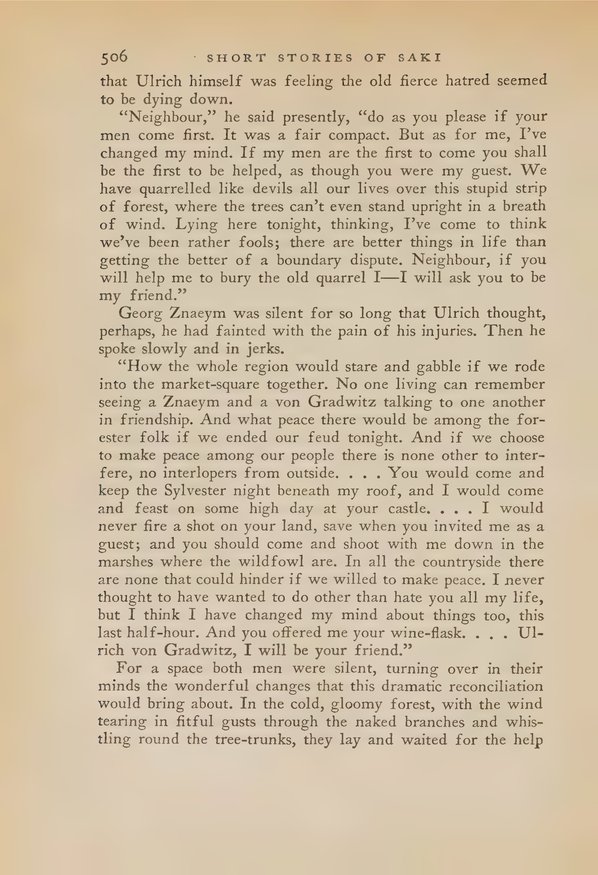 506 SHORT STORIES OF SAKI
that Ulrich himself was feeling the old fierce hatred seemed
to be dying down.
“Neighbour,” he said presently, “do as you please if your
men come first. It was a fair compact. But as for me, I’ve
changed my mind. If my men are the first to come you shall
be the first to be helped, as though you were my guest. We
have quarrelled like devils all our lives over this stupid strip
of forest, where the trees can’t even stand upright in a breath
of wind. Lying here tonight, thinking, I’ve come to think
we’ve been rather fools; there are better things in life than
getting the better of a boundary dispute. Neighbour, if you
will help me to bury the old quarrel I—I will ask you to be
my friend.”
Georg Znaeym was silent for so long that Ulrich thought,
perhaps, he had fainted with the pain of his injuries. Then he
spoke slowly and in jerks.
“How the whole region would stare and gabble if we rode
into the market-square together. No one living can remember
seeing a Znaeym and a von Gradwitz talking to one another
in friendship. And what peace there would be among the for-
ester folk if we ended our feud tonight. And if we choose
to make peace among our people there is none other to inter-
fere, no interlopers from outside. . . . You would come and
keep the Sylvester night beneath my roof, and I would come
and feast on some high day at your castle. . . . I would
never fire a shot on your land, save when you invited me as a
guest; and you should come and shoot with me down in the
marshes where the wildfowl are. In all the countryside there
are none that could hinder if we willed to make peace. I never
thought to have wanted to do other than hate you all my life,
but I think I have changed my mind about things too, this
last half-hour. And you offered me your wine-flask. . . . Ul-
rich von Gradwitz, I will be your friend.”
For a space both men were silent, turning over in their
minds the wonderful changes that this dramatic reconciliation
would bring about. In the cold, gloomy forest, with the wind
tearing in fitful gusts through the naked branches and whis-
tling round the tree-trunks, they lay and waited for the help